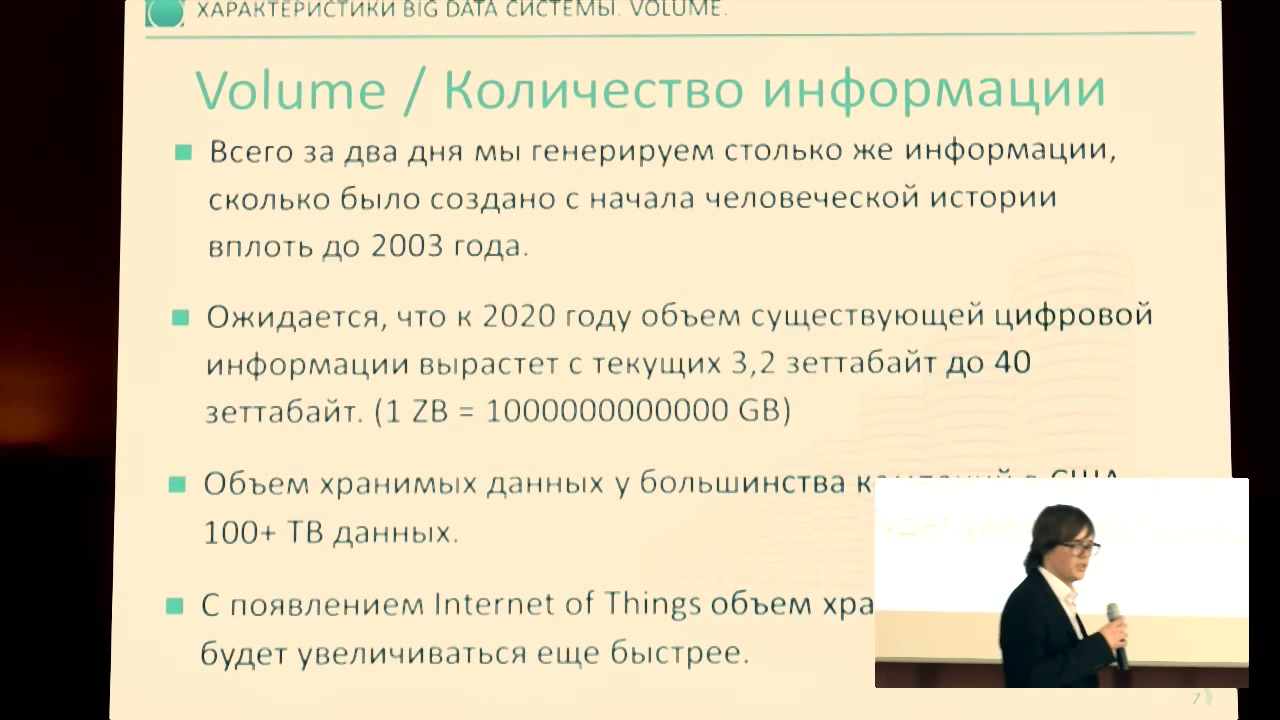 ХАРАКТЕРИСТИКИ BIG DATA СИСТЕМЫ. VOLUME.
Volume / Количество информации
Всего за два дня мы генерируем столько же информации,
сколько было создано с начала человеческой истории
вплоть до 2003 года.
Ожидается, что к 2020 году объем существующей цифровой
информации вырастет с текущих 3,2 зеттабайт до 40
зеттабайт. (1 ZB = 1000000000000 GB)
Объем хранимых данных у большинства компаний в США
100+ TB данных.
С появлением Internet of Things объем
будет увеличиваться еще быстрее.
7